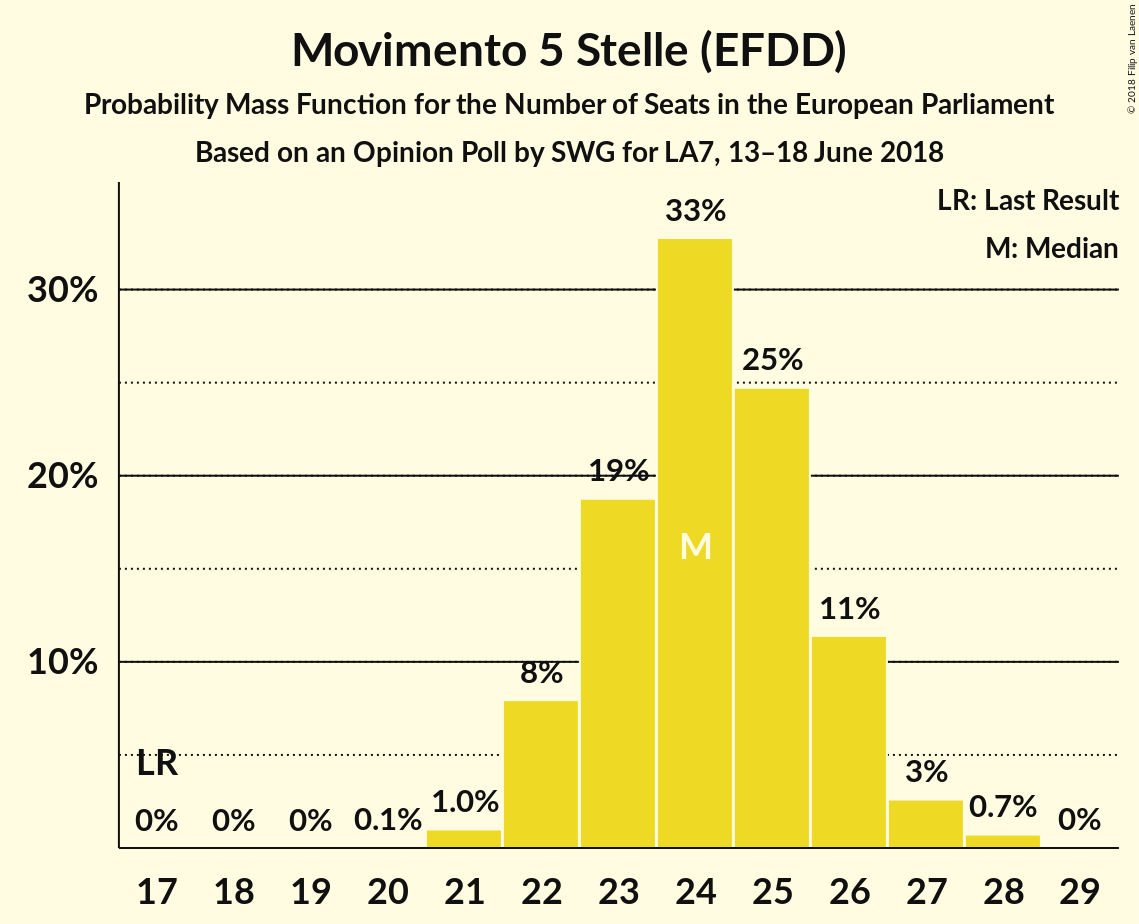 Movimento 5 Stelle (EFDD)
Probability Mass Function for the Number of Seats in the European Parliament
Based on an Opinion Poll by SWG for LA7, 13–18 June 2018
© 2018 Filip van Laenen
LR: Last Result
M: Median
33%
30%
25%
20%
19%
M
11%
10%
8%
LR
3%
0% 0% 0% 0.1% 1.0% 0.7% 0%
17 18 19 20 21 22 23 24 25 26 27 28 29